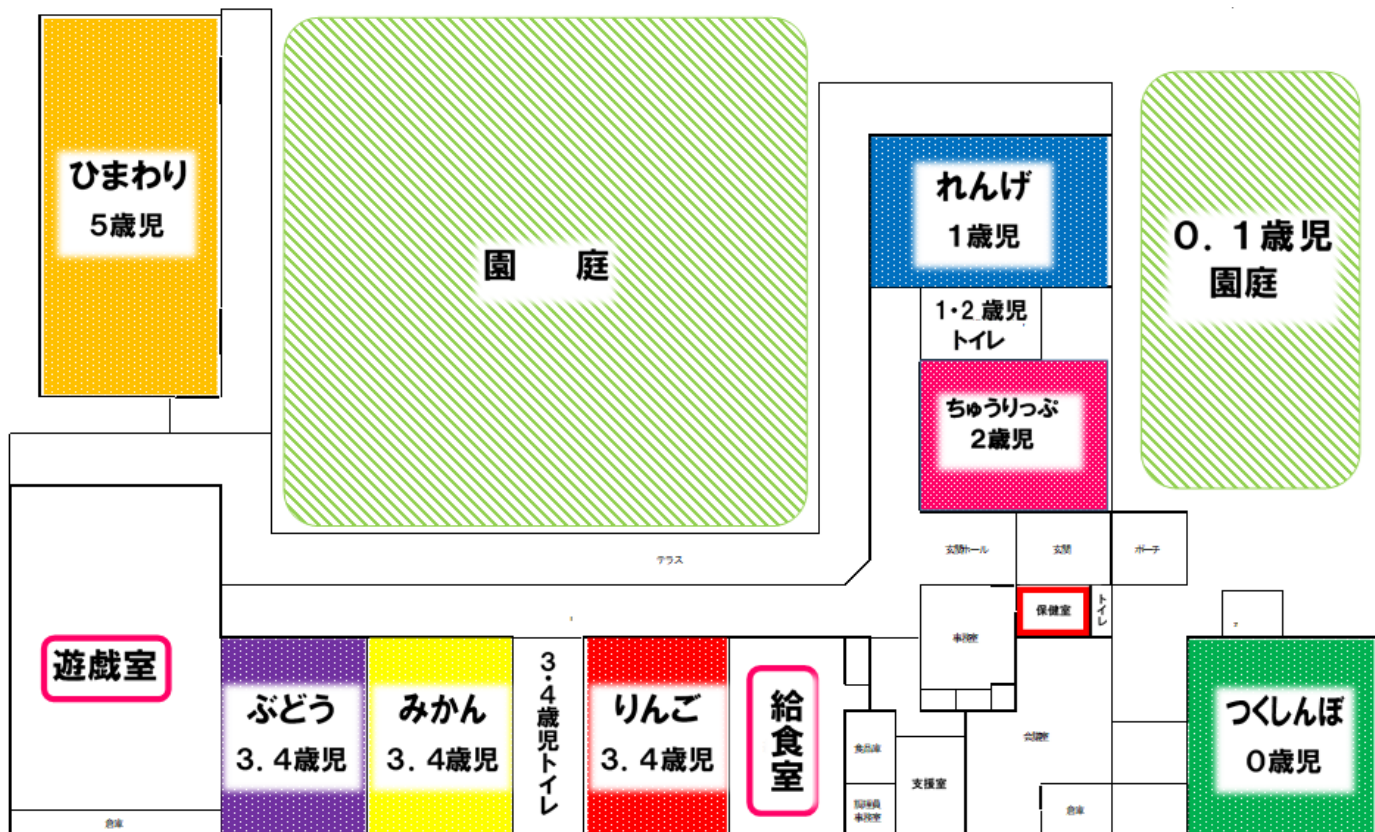 ひまわり
5歳児
園 庭
れんげ
1歳児
0.1歳児
園庭
1・2 歳児
トイレ
ちゅうりっぷ
2歳児
玄関ホール
玄関
ポーチ
テラス
保健室
トイレ
事務室
遊戯室
ぶどう
3.4歳児
みかん
3.4歳児
3・4歳児トイレ
りんご
3.4歳児
給食室
食品庫
調理員
事務室
支援室
会議室
倉庫
つくしんぼ
0歳児
倉庫